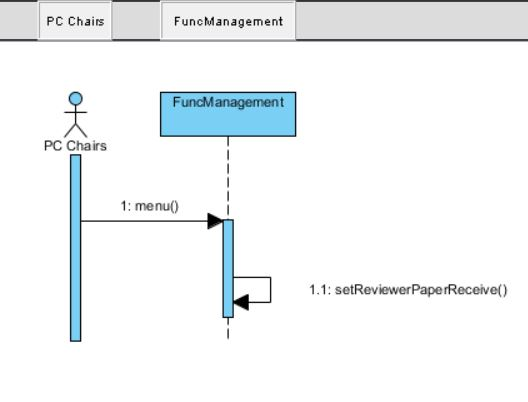 PC Chairs
FuncManagement
FuncManagement
PC Chairs
1: menu()
1.1: setReviewerPaperReceive()